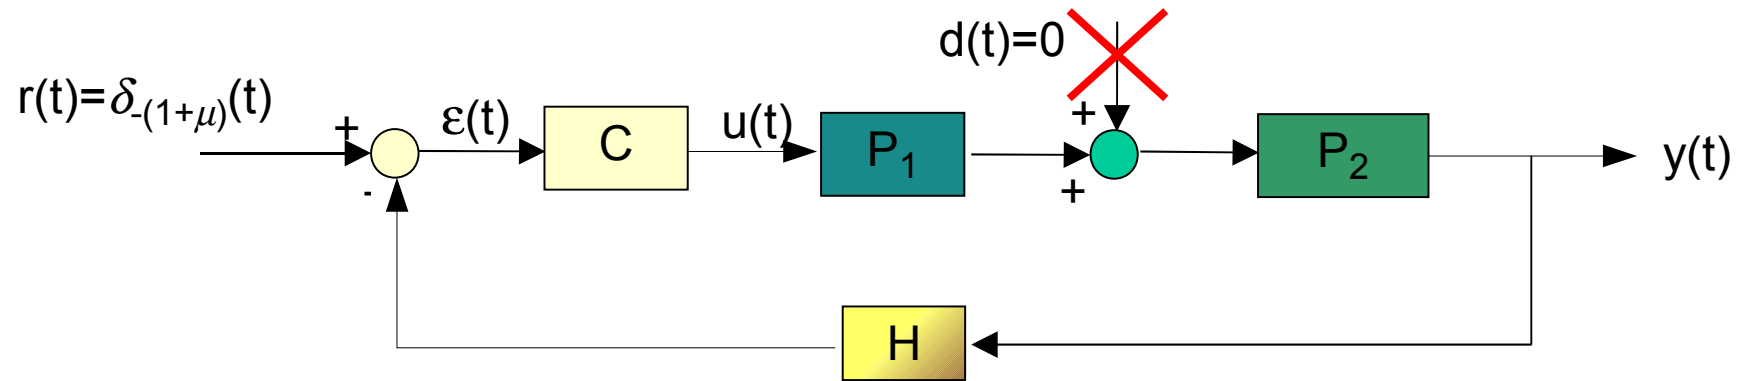 d(t)=0
r(t)=δ-(1+μ)(t)
+
ε(t)
C
u(t)
P1
+
+
P2
y(t)
-
H